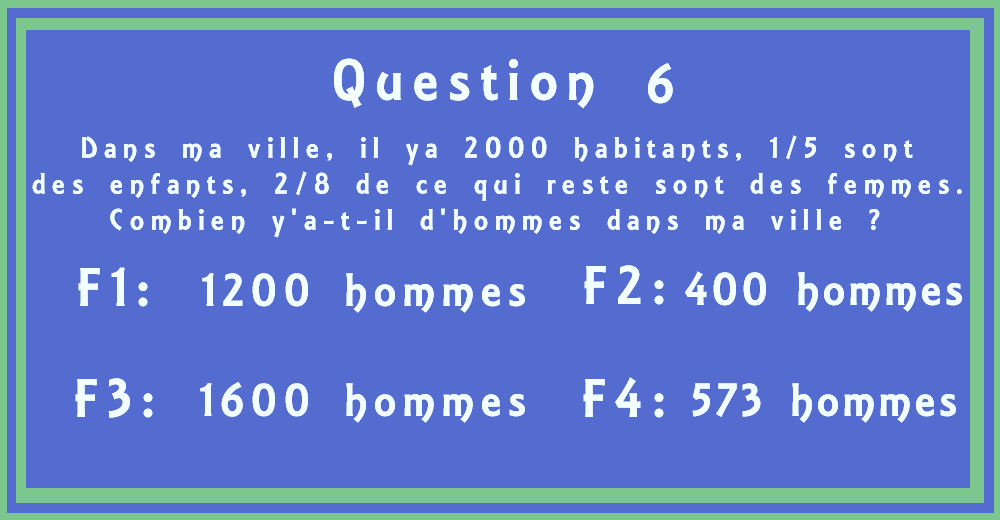 Question 6
Dans ma ville, il ya 2000 habitants, 1/5 sont
des enfants, 2/8 de ce qui reste sont des femmes.
Combien y'a-t-il d'hommes dans ma ville ?
F1: 1200 hommes F2: 400 hommes
F3: 1600 hommes F4: 573 hommes